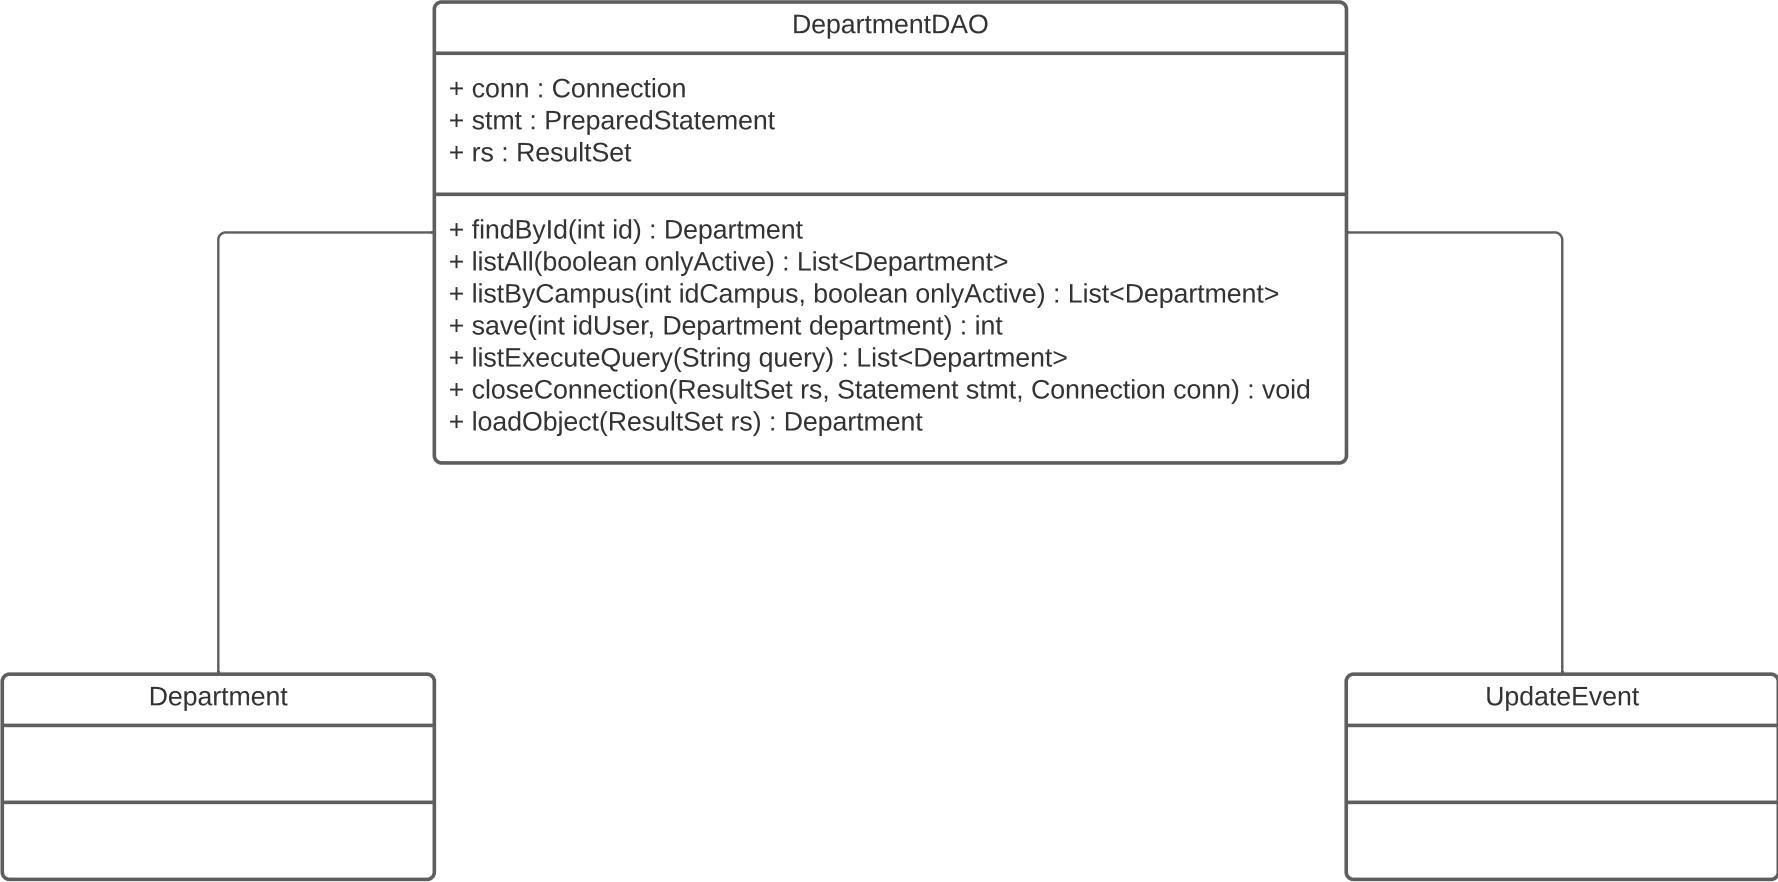 DepartmentDAO
+ conn : Connection
+ stmt : PreparedStatement
+ rs : ResultSet
+ findById(int id) : Department
+ listAll(boolean onlyActive) : List<Department>
+ listByCampus(int idCampus, boolean onlyActive) : List<Department>
+ save(int idUser, Department department) : int
+ listExecuteQuery(String query) : List<Department>
+ closeConnection(ResultSet rs, Statement stmt, Connection conn) : void
+ loadObject(ResultSet rs) : Department
Department
UpdateEvent